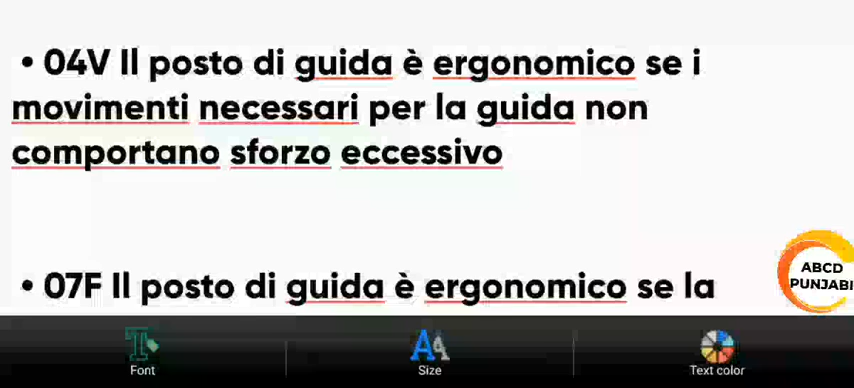 • 04V Il posto di guida è ergonomico se i
movimenti necessari per la guida non
comportano sforzo eccessivo
ABCD
PUNJABI
• 07F Il posto di guida è ergonomico se la
Font
Size
Text color